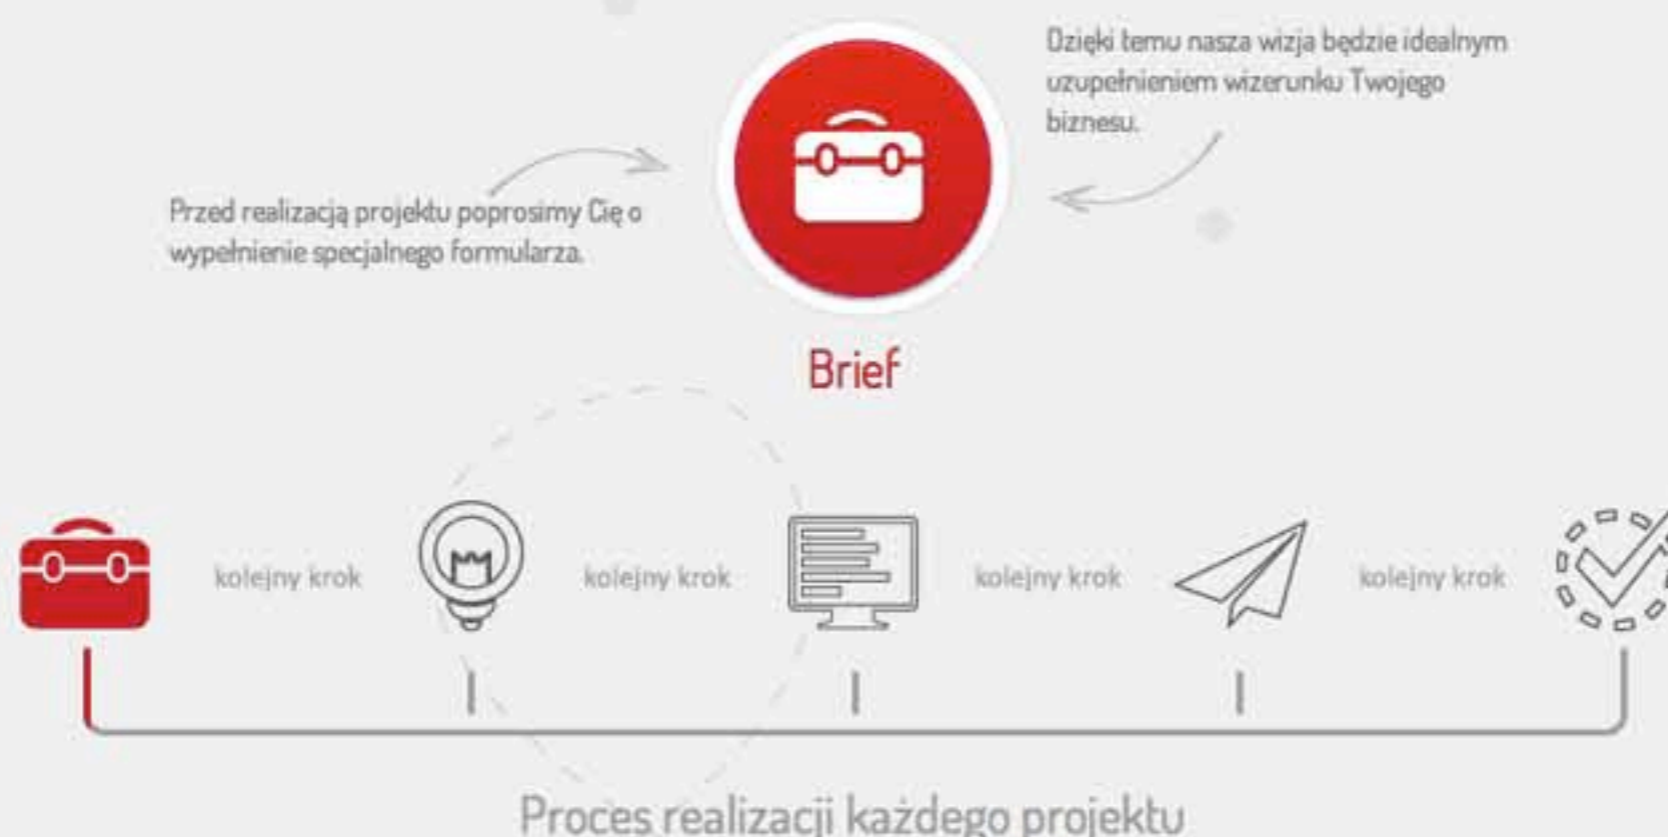 Dzięki temu nasza wizja będzie idealnym
uzupełnieniem wizerunku Twojego
biznesu.
Przed realizacją projektu poprosimy Cię o
wypełnienie specjalnego formularza.
Brief
kolejny krok
kolejny krok
kolejny krok
kolejny krok
Proces realizacji każdego projektu